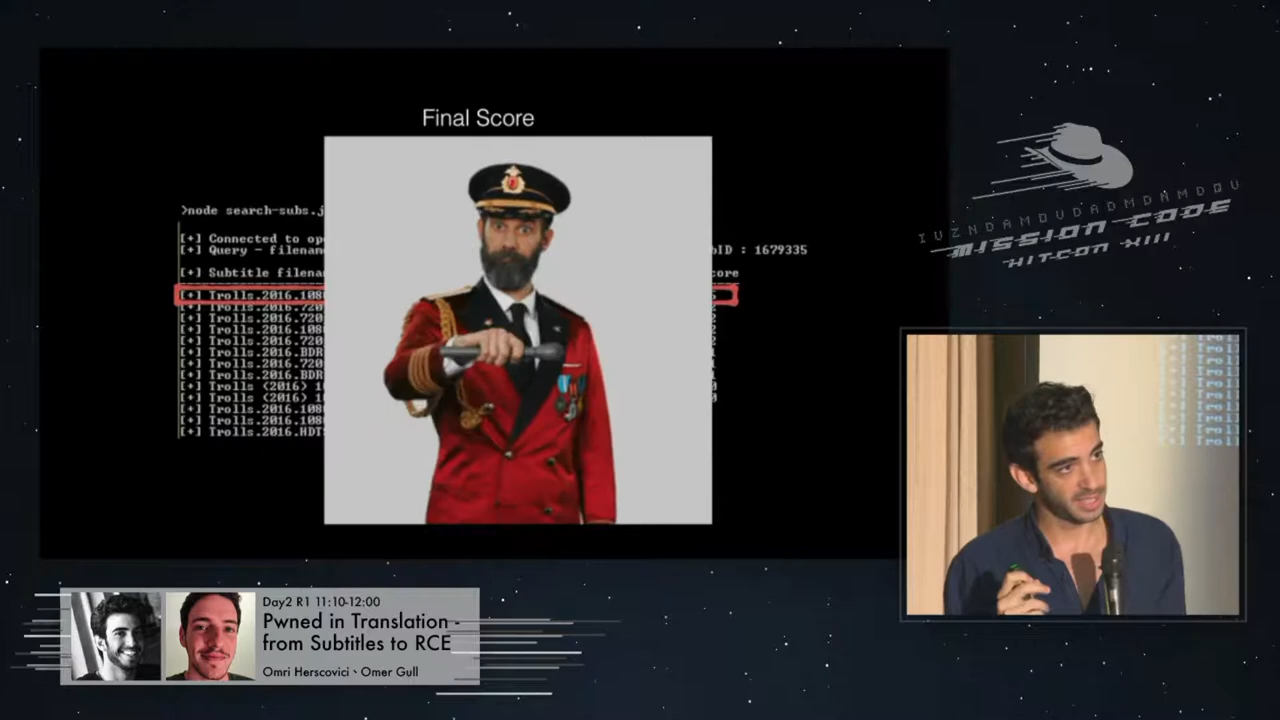 Final Score
>node search-subs.j
[+] Connected to op
[+] Query - filenam
bID : 1679335
[+] Subtitle filenam
core
[+] Trolls.2016.108
[+] Trolls.2016.720
[+] Trolls.2016.720
[+] Trolls.2016.108
[+] Trolls.2016.720
[+] Trolls.2016.BDR
[+] Trolls.2016.720
[+] Trolls.2016.BDR
[+] Trolls (2016) 1
[+] Trolls (2016) 1
[+] Trolls.2016.108
[+] Trolls.2016.108
[+] Trolls.2016.HDTS
MISSION CODE
HITCON XIII
Day2 R1 11:10-12:00
Pwned in Translation -
from Subtitles to RCE
Omri Herscovici、Omer Gull